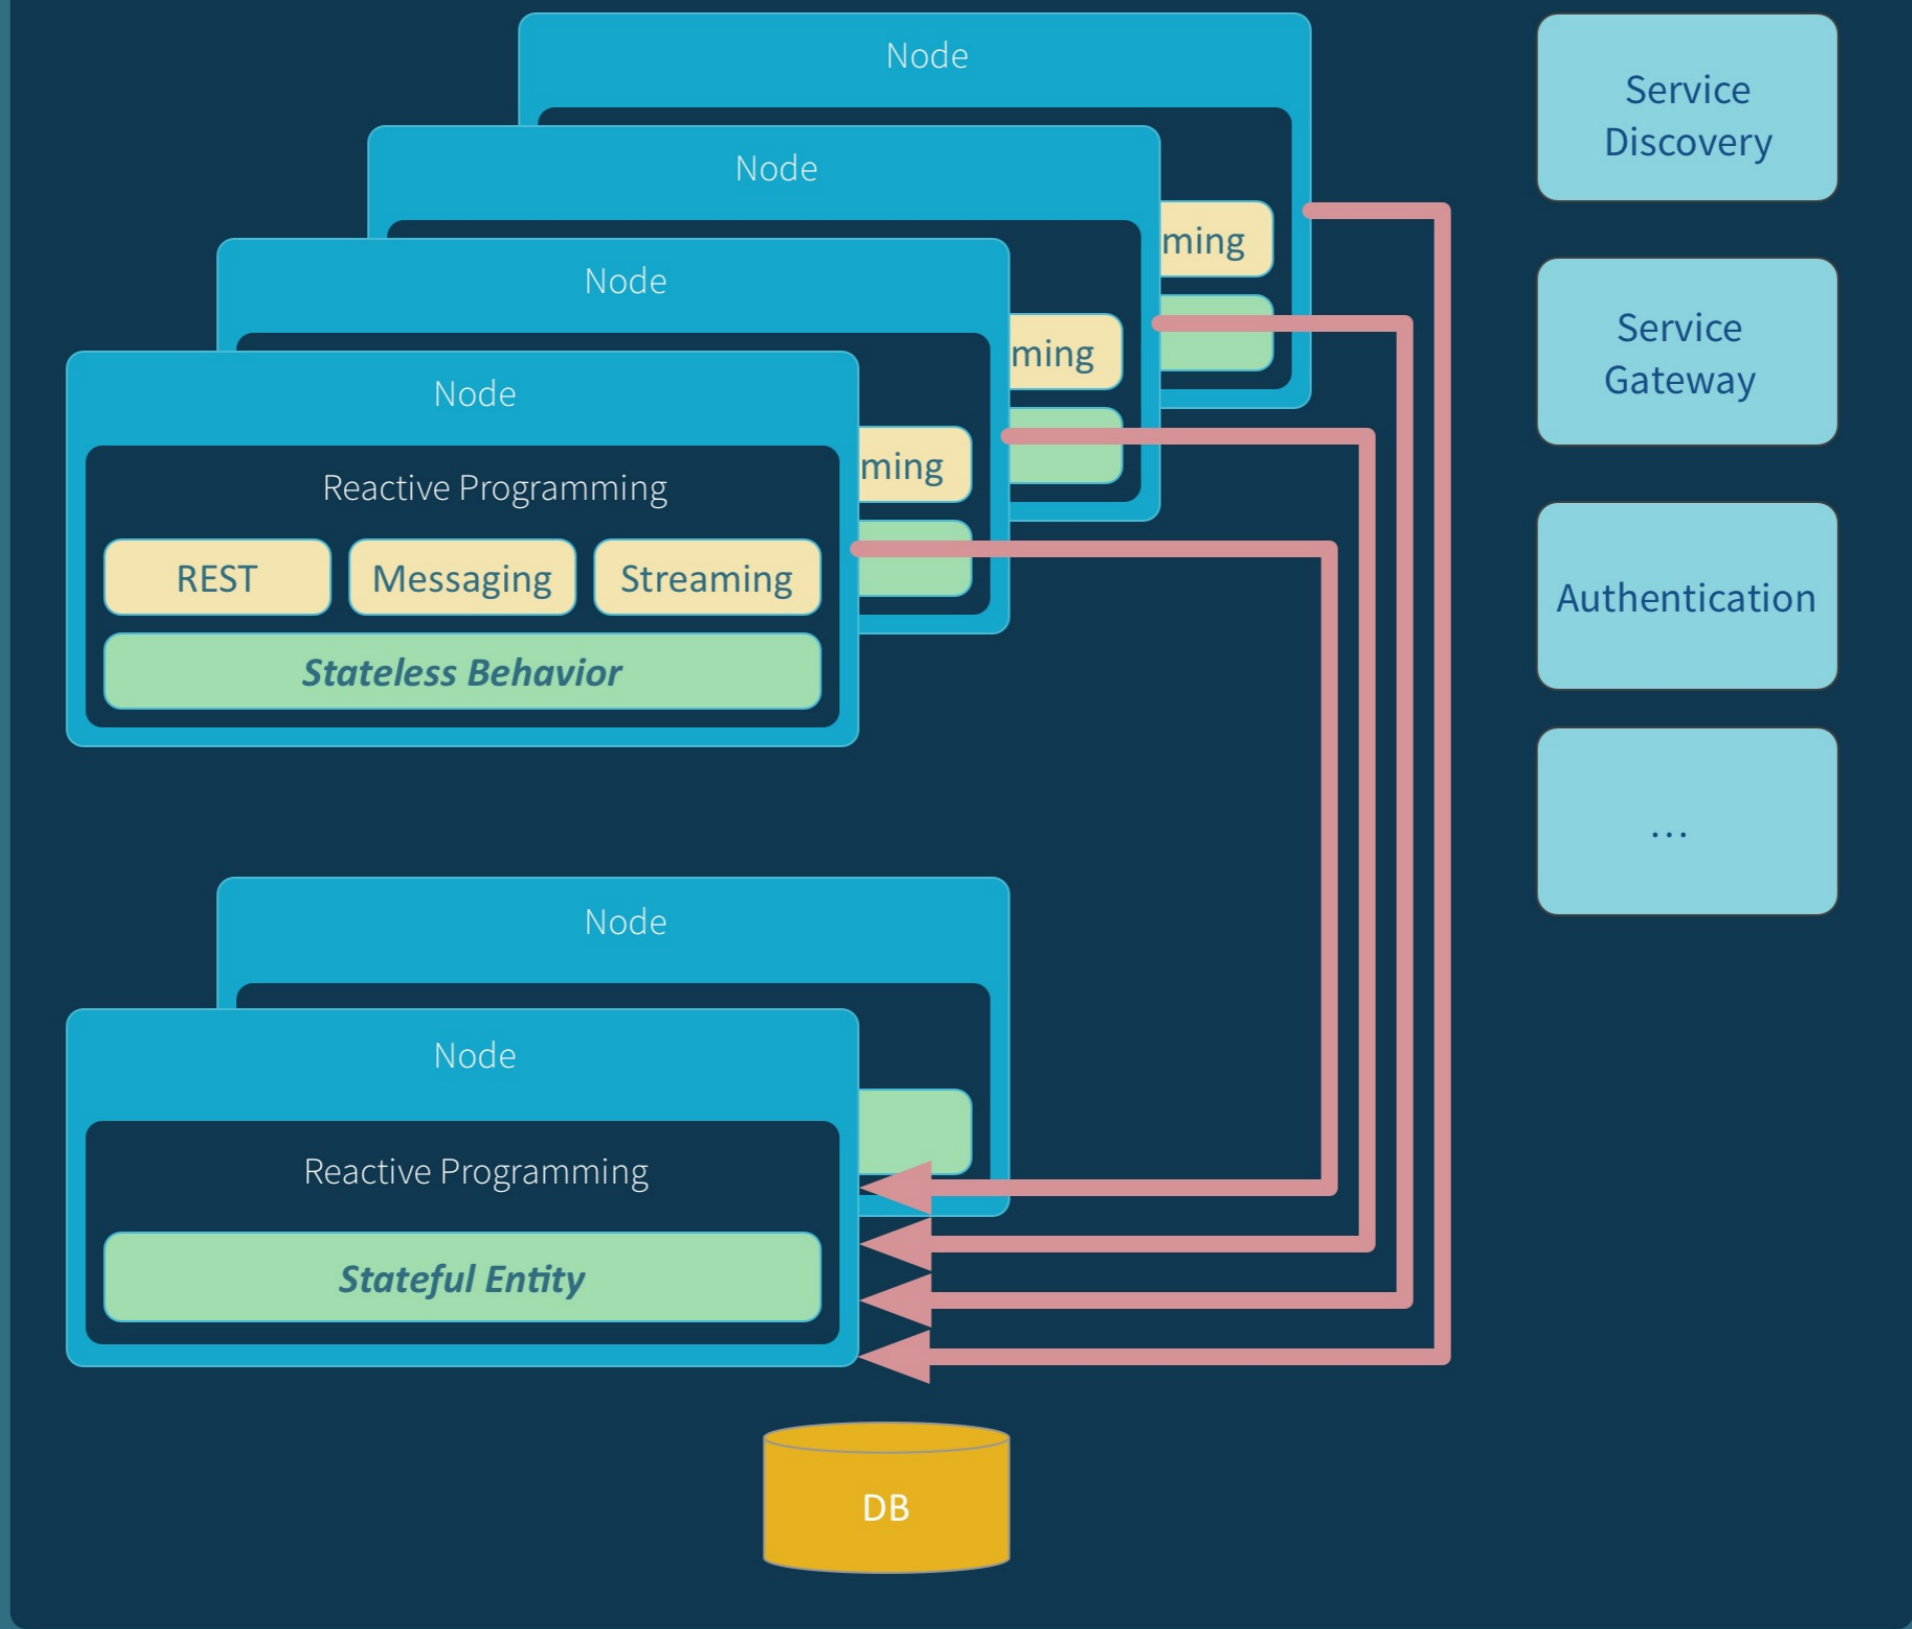 Node
Node
Node
Node
Reactive Programming
REST
Messaging
Streaming
Stateless Behavior
ming
ming
ming
Node
Node
Reactive Programming
Stateful Entity
DB
Service
Discovery
Service
Gateway
Authentication
...